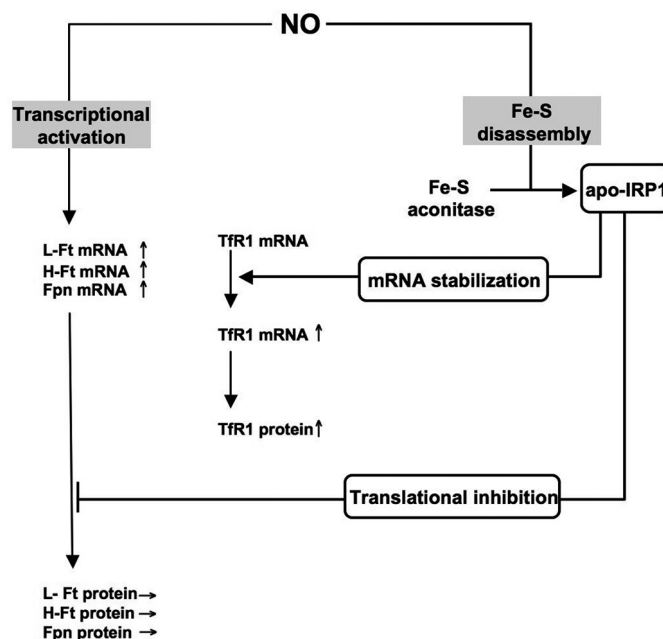 NO
Transcriptional
activation
Fe-S
disassembly
Fe-S
aconitase
apo-IRP1
L-Ft mRNA ↑
H-Ft mRNA ↑
Fpn mRNA ↑
TfR1 mRNA
mRNA stabilization
TfR1 mRNA ↑
TfR1 protein↑
Translational inhibition
L- Ft protein→
H-Ft protein→
Fpn protein →